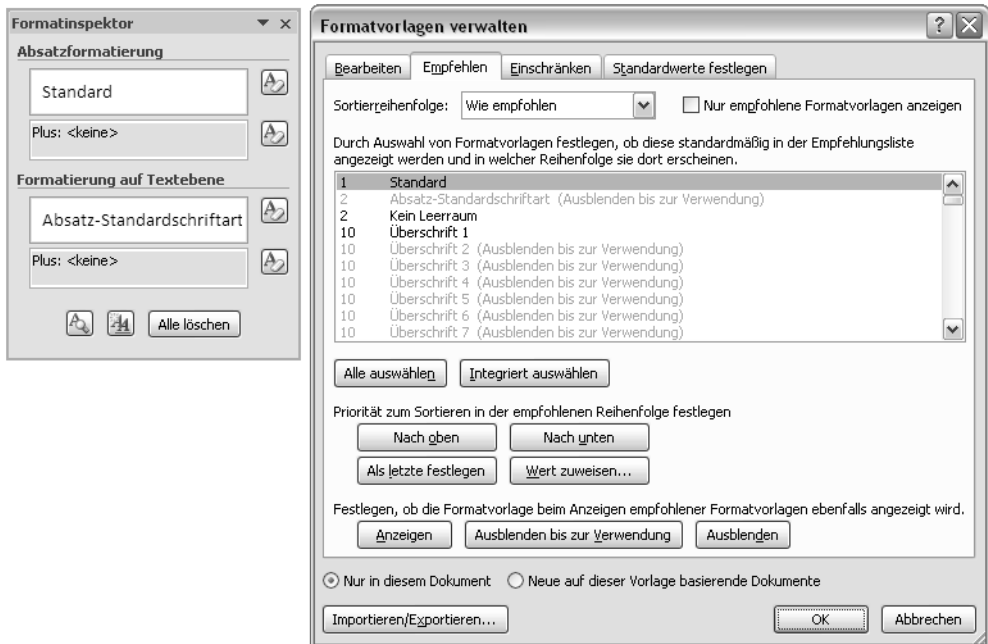 Formatinspektor
Absatzformatierung
Standard
Plus: <keine>
Formatierung auf Textebene
Absatz-Standardschriftart
Plus: <keine>
Alle löschen
Formatvorlagen verwalten
Bearbeiten Empfehlen Einschränken Standardwerte festlegen
Sortierreihenfolge: Wie empfohlen Nur empfohlene Formatvorlagen anzeigen
Durch Auswahl von Formatvorlagen festlegen, ob diese standardmäßig in der Empfehlungsliste
angezeigt werden und in welcher Reihenfolge sie dort erscheinen.
1 Standard
2 Absatz-Standardschriftart (Ausblenden bis zur Verwendung)
2 Kein Leerraum
10 Überschrift 1
10 Überschrift 2 (Ausblenden bis zur Verwendung)
10 Überschrift 3 (Ausblenden bis zur Verwendung)
10 Überschrift 4 (Ausblenden bis zur Verwendung)
10 Überschrift 5 (Ausblenden bis zur Verwendung)
10 Überschrift 6 (Ausblenden bis zur Verwendung)
10 Überschrift 7 (Ausblenden bis zur Verwendung)
Alle auswählen Integriert auswählen
Priorität zum Sortieren in der empfohlenen Reihenfolge festlegen
Nach oben Nach unten
Als letzte festlegen Wert zuweisen...
Festlegen, ob die Formatvorlage beim Anzeigen empfohlener Formatvorlagen ebenfalls angezeigt wird.
Anzeigen Ausblenden bis zur Verwendung Ausblenden
Nur in diesem Dokument Neue auf dieser Vorlage basierende Dokumente
Importieren/Exportieren... OK Abbrechen